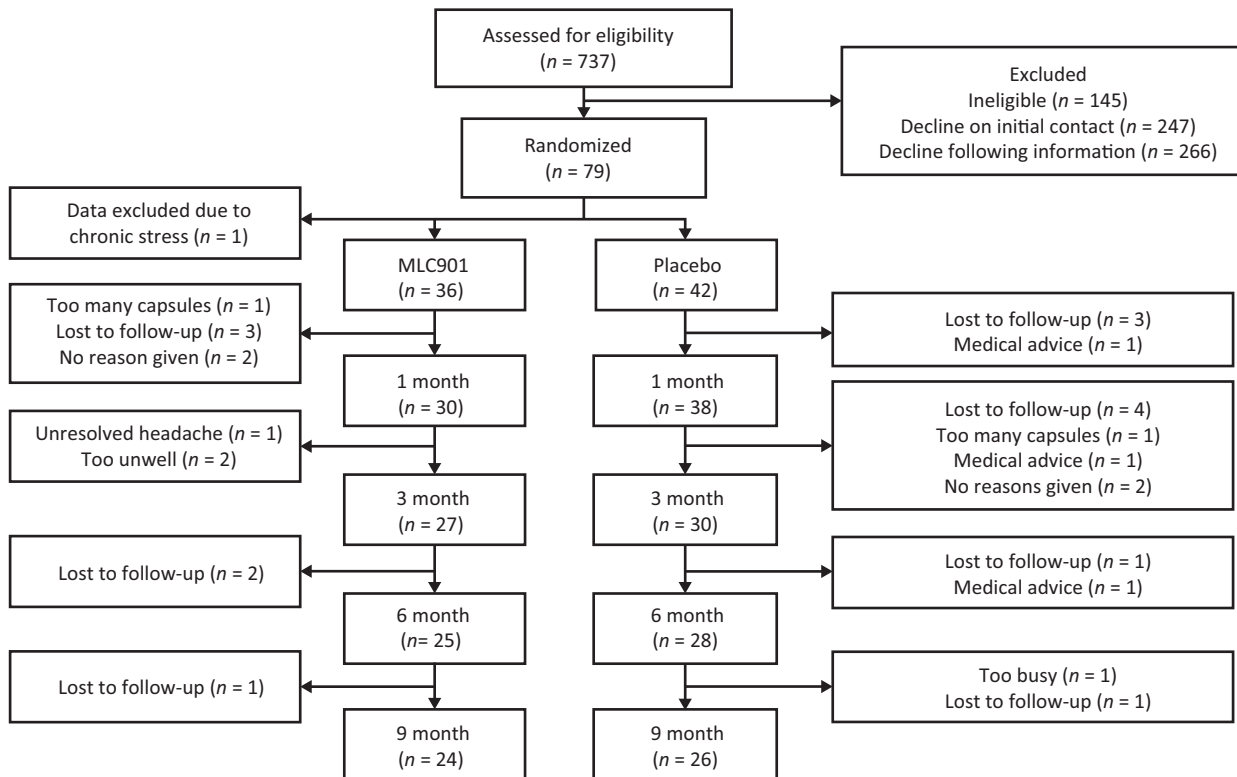 Assessed for eligibility
(n = 737)
Excluded
Ineligible (n = 145)
Decline on initial contact (n = 247)
Decline following information (n = 266)
Randomized
(n = 79)
Data excluded due to
chronic stress (n = 1)
MLC901
(n = 36)
Placebo
(n = 42)
Too many capsules (n = 1)
Lost to follow-up (n = 3)
No reason given (n = 2)
Lost to follow-up (n = 3)
Medical advice (n = 1)
1 month
(n = 30)
1 month
(n = 38)
Unresolved headache (n = 1)
Too unwell (n = 2)
Lost to follow-up (n = 4)
Too many capsules (n = 1)
Medical advice (n = 1)
No reasons given (n = 2)
3 month
(n = 27)
3 month
(n = 30)
Lost to follow-up (n = 2)
Lost to follow-up (n = 1)
Medical advice (n = 1)
6 month
(n= 25)
6 month
(n = 28)
Lost to follow-up (n = 1)
Too busy (n = 1)
Lost to follow-up (n = 1)
9 month
(n = 24)
9 month
(n = 26)